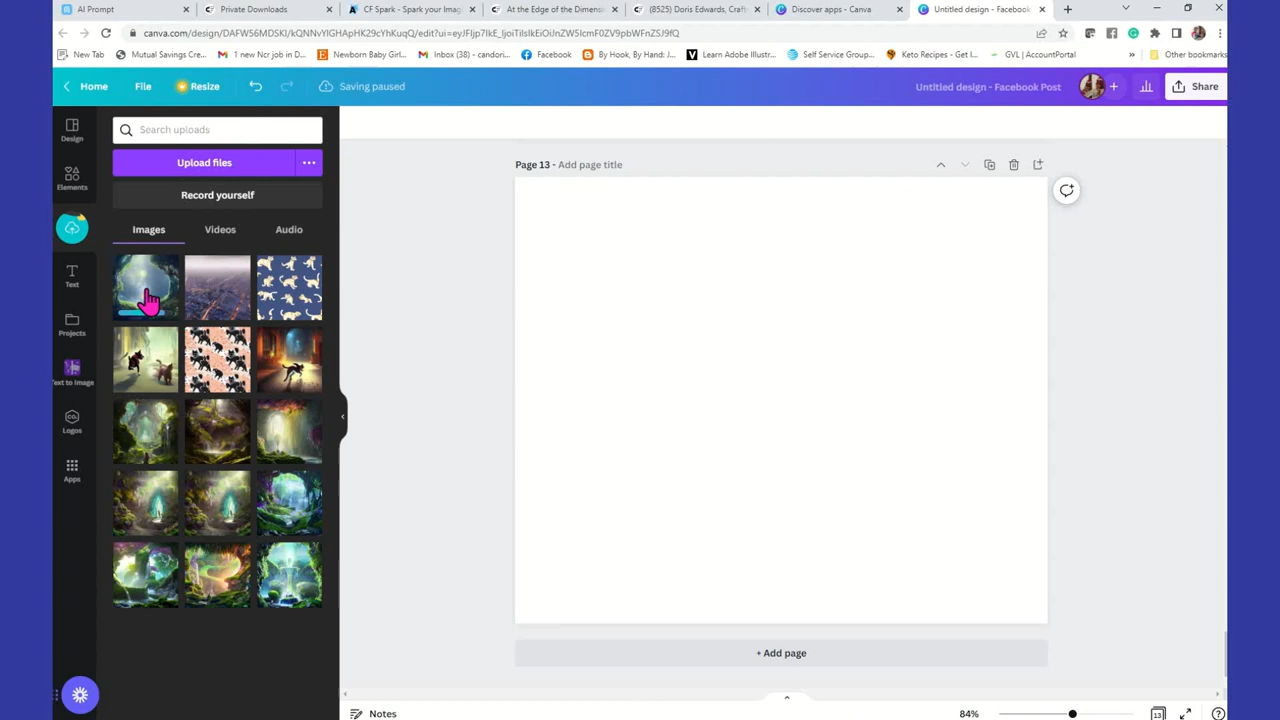 AI Prompt
Private Downloads
CF Spark - Spark your Imag
At the Edge of the Dimensi
(8525) Doris Edwards, Craft
Discover apps - Canva
Untitled design - Facebook
canva.com/design/
New Tab
Mutual Savings Cre...
1 new Ncr job in D...
Newborn Baby Girl...
Inbox (38) - candori...
Facebook
By Hook, By Hand: J...
Learn Adobe Illustr...
Self Service Group...
Keto Recipes - Get I...
GVL | AccountPortal
»
Other bookmarks
Home
File
Resize
Saving paused
Untitled design - Facebook Post
Share
Design
Elements
Text
Projects
Text to Image
CO.
Logos
Apps
Search uploads
Upload files
Record yourself
Images
Videos
Audio
Page 13 - Add page title
+ Add page
Notes
84%
13